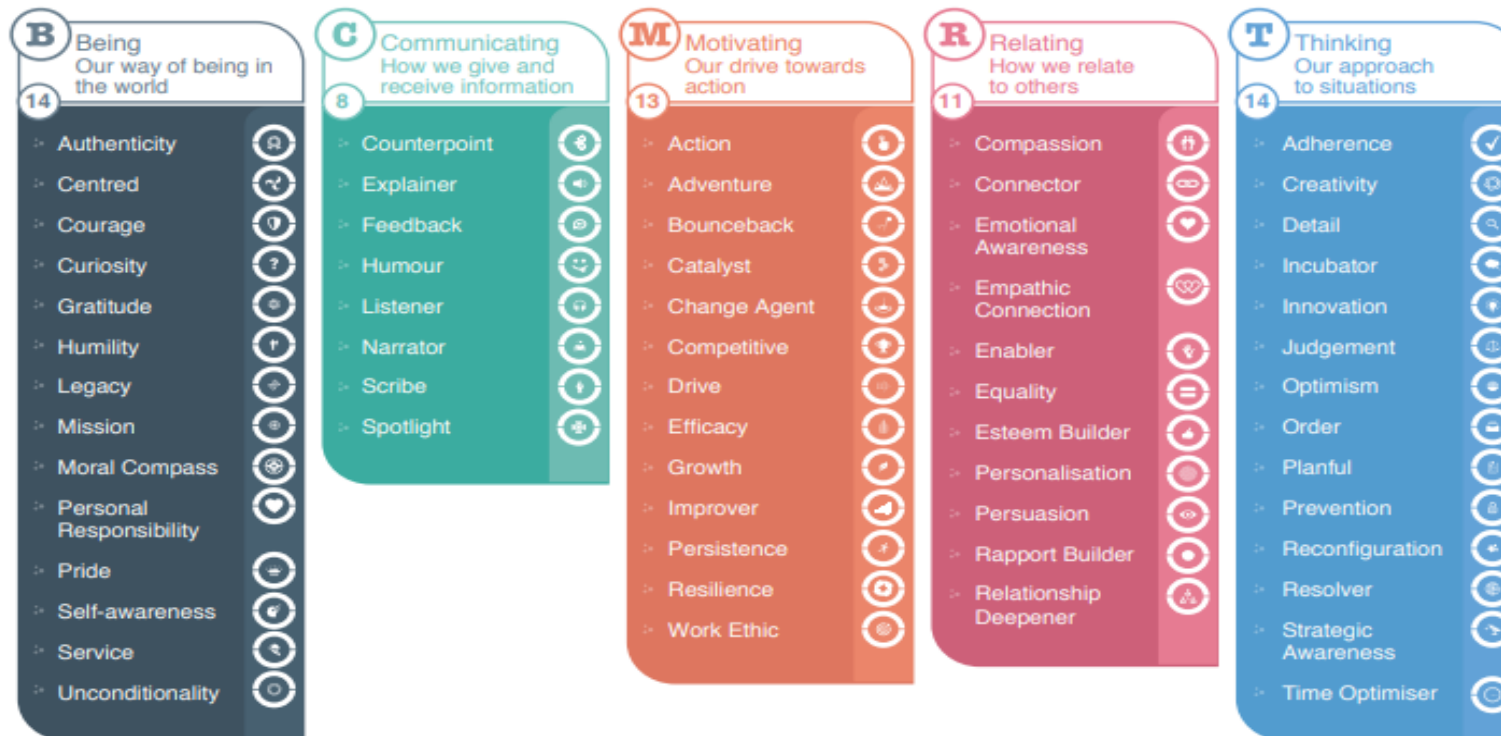 B
Being
Our way of being in
the world
14
Authenticity
Centred
Courage
Curiosity
Gratitude
Humility
Legacy
Mission
Moral Compass
Personal
Responsibility
Pride
Self-awareness
Service
Unconditionality
C
Communicating
How we give and
receive information
8
Counterpoint
Explainer
Feedback
Humour
Listener
Narrator
Scribe
Spotlight
M
Motivating
Our drive towards
action
13
Action
Adventure
Bounceback
Catalyst
Change Agent
Competitive
Drive
Efficacy
Growth
Improver
Persistence
Resilience
Work Ethic
R
Relating
How we relate
to others
11
Compassion
Connector
Emotional
Awareness
Empathic
Connection
Enabler
Equality
Esteem Builder
Personalisation
Persuasion
Rapport Builder
Relationship
Deepener
T
Thinking
Our approach
to situations
14
Adherence
Creativity
Detail
Incubator
Innovation
Judgement
Optimism
Order
Planful
Prevention
Reconfiguration
Resolver
Strategic
Awareness
Time Optimiser